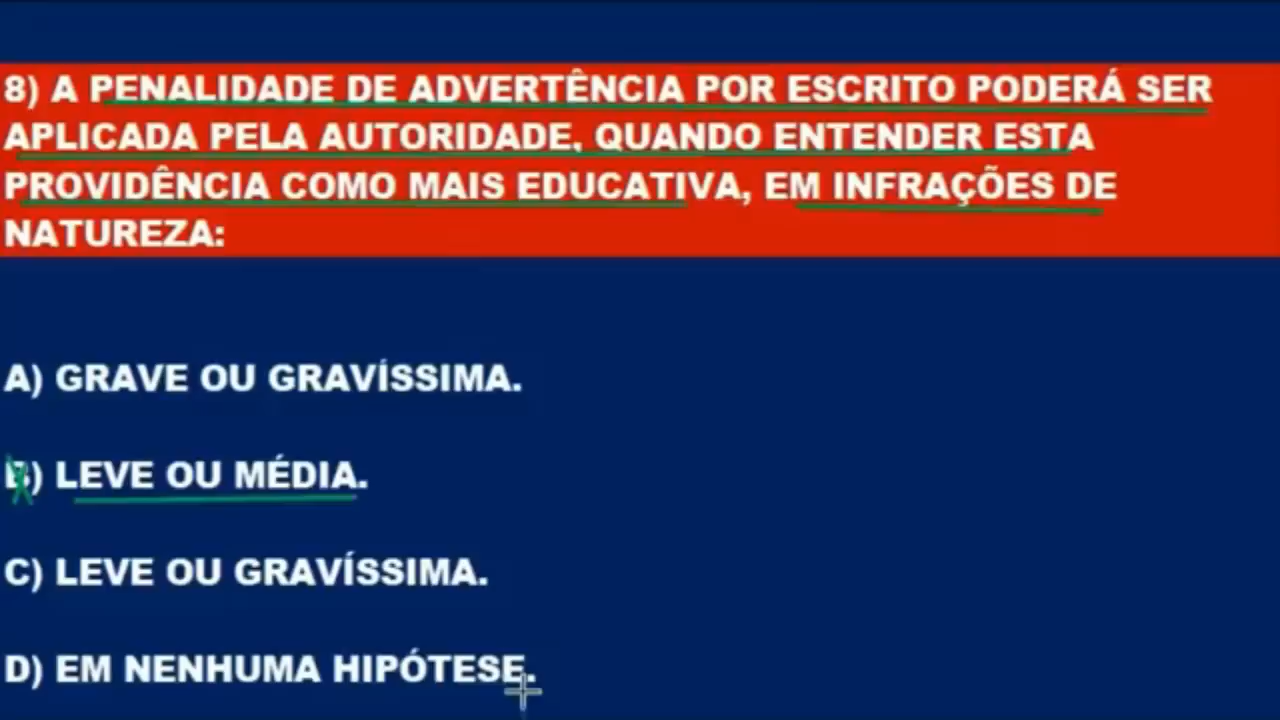 8) A PENALIDADE DE ADVERTÊNCIA POR ESCRITO PODERÁ SER
APLICADA PELA AUTORIDADE, QUANDO ENTENDER ESTA
PROVIDÊNCIA COMO MAIS EDUCATIVA, EM INFRAÇÕES DE
NATUREZA:
A) GRAVE OU GRAVÍSSIMA.
B) LEVE OU MÉDIA.
C) LEVE OU GRAVÍSSIMA.
D) EM NENHUMA HIPÓTESE.